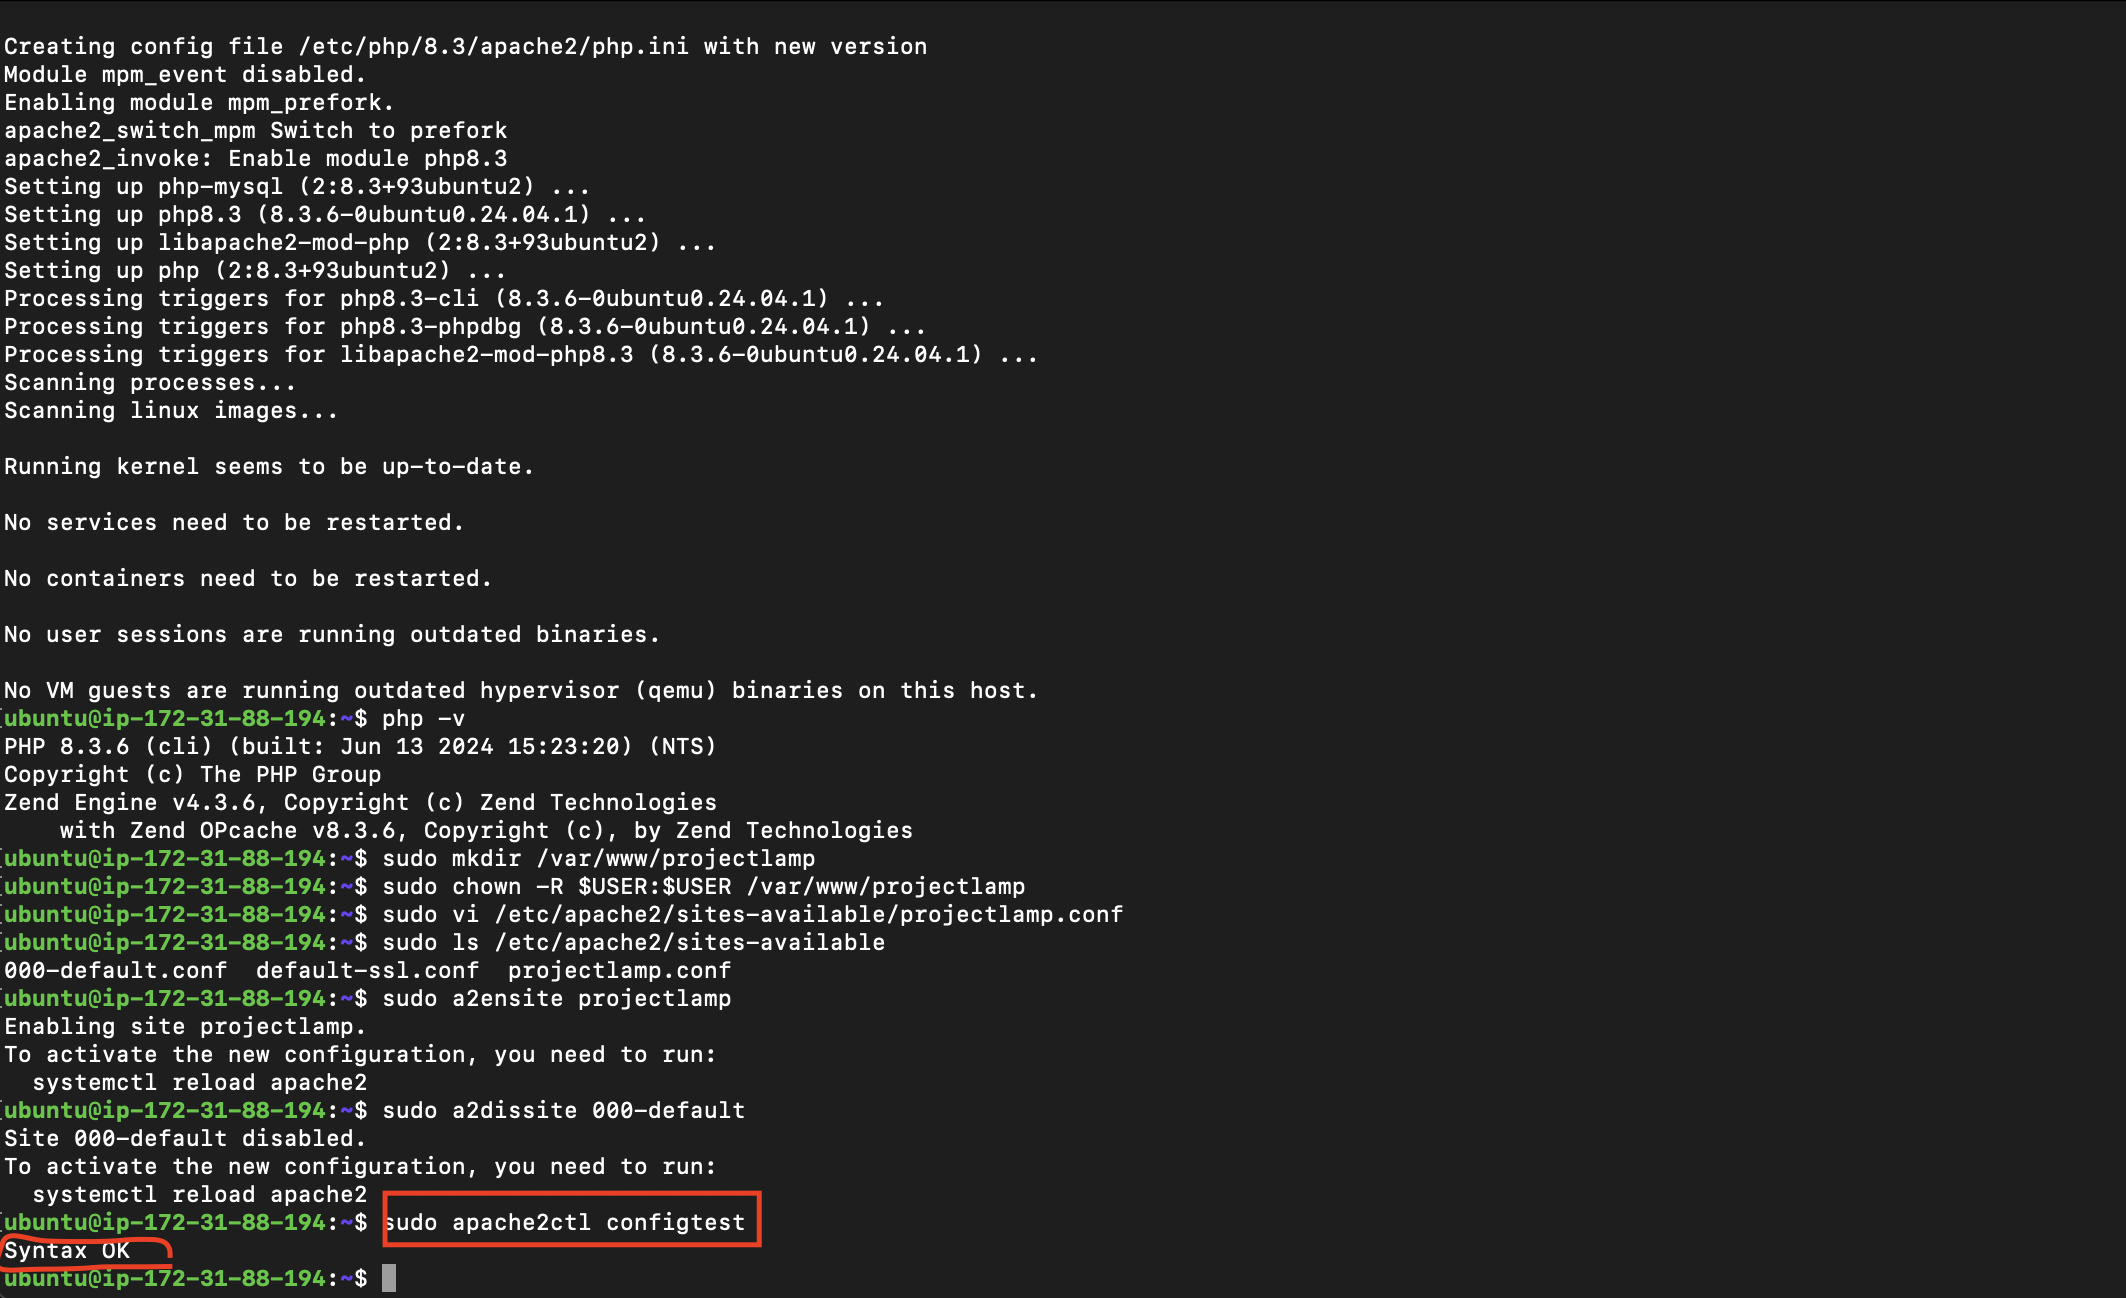 Creating config file /etc/php/8.3/apache2/php.ini with new version
Module mpm_event disabled.
Enabling module mpm_prefork.
apache2_switch_mpm Switch to prefork
apache2_invoke: Enable module php8.3
Setting up php-mysql (2:8.3+93ubuntu2) ...
Setting up php8.3 (8.3.6-0ubuntu0.24.04.1) ...
Setting up libapache2-mod-php (2:8.3+93ubuntu2) ...
Setting up php (2:8.3+93ubuntu2) ...
Processing triggers for php8.3-cli (8.3.6-0ubuntu0.24.04.1) ...
Processing triggers for php8.3-phpdbg (8.3.6-0ubuntu0.24.04.1) ...
Processing triggers for libapache2-mod-php8.3 (8.3.6-0ubuntu0.24.04.1) ...
Scanning processes...
Scanning linux images...
Running kernel seems to be up-to-date.
No services need to be restarted.
No containers need to be restarted.
No user sessions are running outdated binaries.
No VM guests are running outdated hypervisor (qemu) binaries on this host.
[ubuntu@ip-172-31-88-194:~$ php -v
PHP 8.3.6 (cli) (built: Jun 13 2024 15:23:20) (NTS)
Copyright (c) The PHP Group
Zend Engine v4.3.6, Copyright (c) Zend Technologies
    with Zend OPcache v8.3.6, Copyright (c), by Zend Technologies
[ubuntu@ip-172-31-88-194:~$ sudo mkdir /var/www/projectlamp
[ubuntu@ip-172-31-88-194:~$ sudo chown -R $USER:$USER /var/www/projectlamp
[ubuntu@ip-172-31-88-194:~$ sudo vi /etc/apache2/sites-available/projectlamp.conf
[ubuntu@ip-172-31-88-194:~$ sudo ls /etc/apache2/sites-available
000-default.conf  default-ssl.conf  projectlamp.conf
[ubuntu@ip-172-31-88-194:~$ sudo a2ensite projectlamp
Enabling site projectlamp.
To activate the new configuration, you need to run:
  systemctl reload apache2
[ubuntu@ip-172-31-88-194:~$ sudo a2dissite 000-default
Site 000-default disabled.
To activate the new configuration, you need to run:
  systemctl reload apache2
[ubuntu@ip-172-31-88-194:~$ sudo apache2ctl configtest
Syntax OK
ubuntu@ip-172-31-88-194:~$